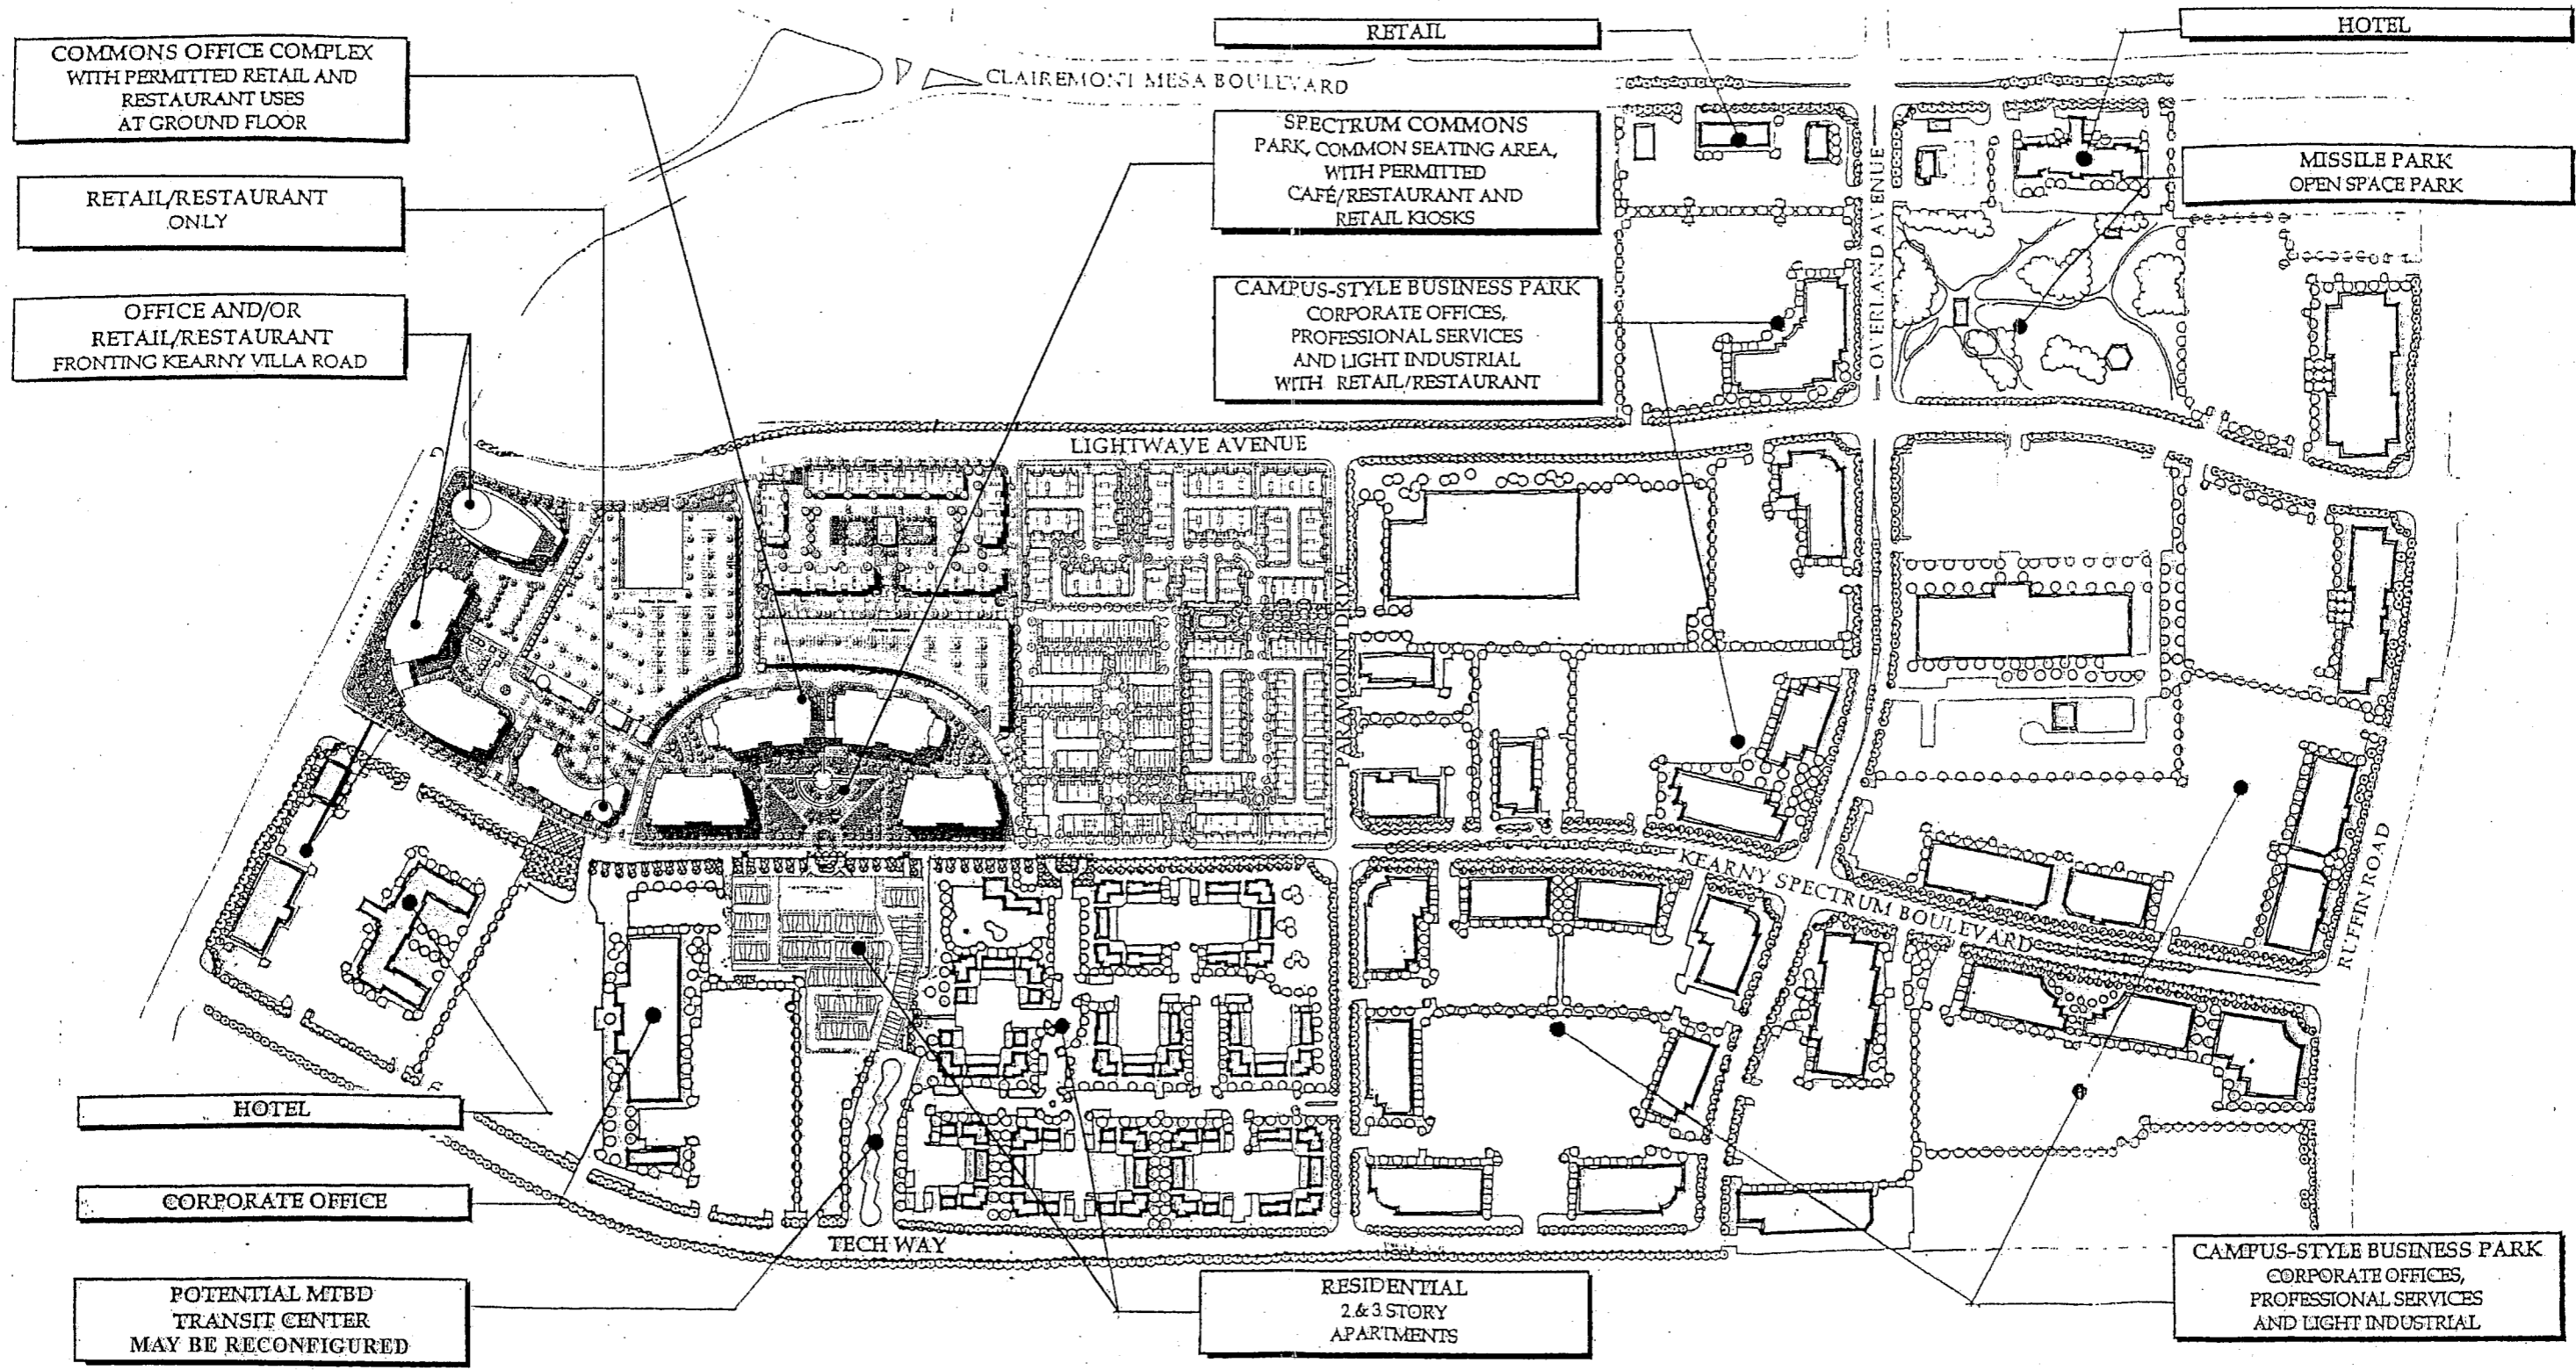 COMMONS OFFICE COMPLEX
WITH PERMITTED RETAIL AND
RESTAURANT USES
AT GROUND FLOOR
RETAIL/RESTAURANT
ONLY
OFFICE AND/OR
RETAIL/RESTAURANT
FRONTING KEARNY VILLA ROAD
CLAIREMONT MESA BOULEVARD
RETAIL
SPECTRUM COMMONS
PARK, COMMON SEATING AREA,
WITH PERMITTED
CAFÉ/RESTAURANT AND
RETAIL KIOSKS
CAMPUS-STYLE BUSINESS PARK
CORPORATE OFFICES,
PROFESSIONAL SERVICES
AND LIGHT INDUSTRIAL
WITH RETAIL/RESTAURANT
HOTEL
MISSILE PARK
OPEN SPACE PARK
OVERLAND AVENUE
LIGHTWAVE AVENUE
PARAMOUNT DRIVE
KEARNY SPECTRUM BOULEVARD
RUFFIN ROAD
HOTEL
CORPORATE OFFICE
TECH WAY
POTENTIAL MTBD
TRANSIT CENTER
MAY BE RECONFIGURED
RESIDENTIAL
2 & 3 STORY
APARTMENTS
CAMPUS-STYLE BUSINESS PARK
CORPORATE OFFICES,
PROFESSIONAL SERVICES
AND LIGHT INDUSTRIAL